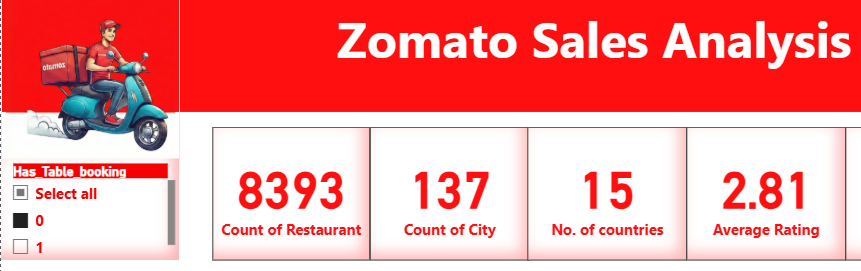 Zomato Sales Analysis
otumas
Has_Table_booking
Select all
0
1
8393
Count of Restaurant
137
Count of City
15
No. of countries
2.81
Average Rating